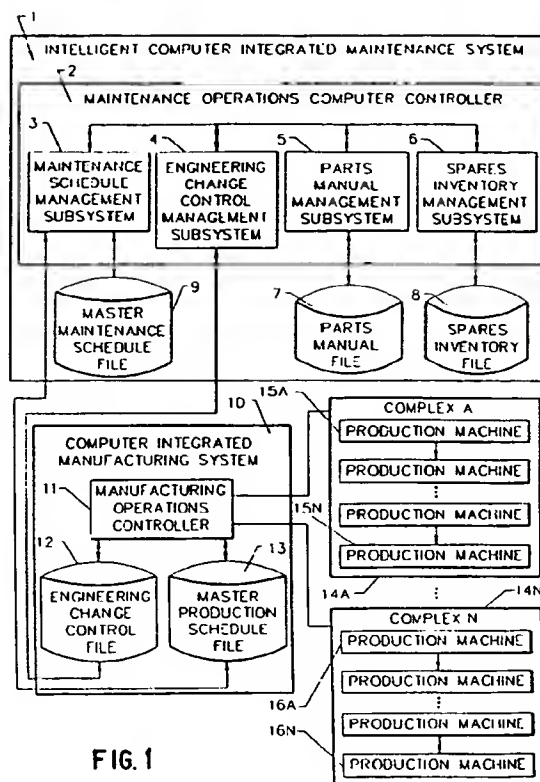 1
INTELLIGENT COMPUTER INTEGRATED MAINTENANCE SYSTEM
2
MAINTENANCE OPERATIONS COMPUTER CONTROLLER
3
MAINTENANCE
SCHEDULE
MANAGEMENT
SUBSYSTEM
4
ENGINEERING
CHANGE
CONTROL
MANAGEMENT
SUBSYSTEM
5
PARTS
MANUAL
MANAGEMENT
SUBSYSTEM
6
SPARES
INVENTORY
MANAGEMENT
SUBSYSTEM
9
MASTER
MAINTENANCE
SCHEDULE
FILE
7
PARTS
MANUAL
FILE
8
SPARES
INVENTORY
FILE
10
COMPUTER INTEGRATED
MANUFACTURING SYSTEM
11
MANUFACTURING
OPERATIONS
CONTROLLER
12
ENGINEERING
CHANGE
CONTROL
FILE
13
MASTER
PRODUCTION
SCHEDULE
FILE
15A
COMPLEX A
PRODUCTION MACHINE
PRODUCTION MACHINE
15N
PRODUCTION MACHINE
PRODUCTION MACHINE
14A
14N
COMPLEX N
PRODUCTION MACHINE
16A
PRODUCTION MACHINE
PRODUCTION MACHINE
16N
PRODUCTION MACHINE
FIG. 1